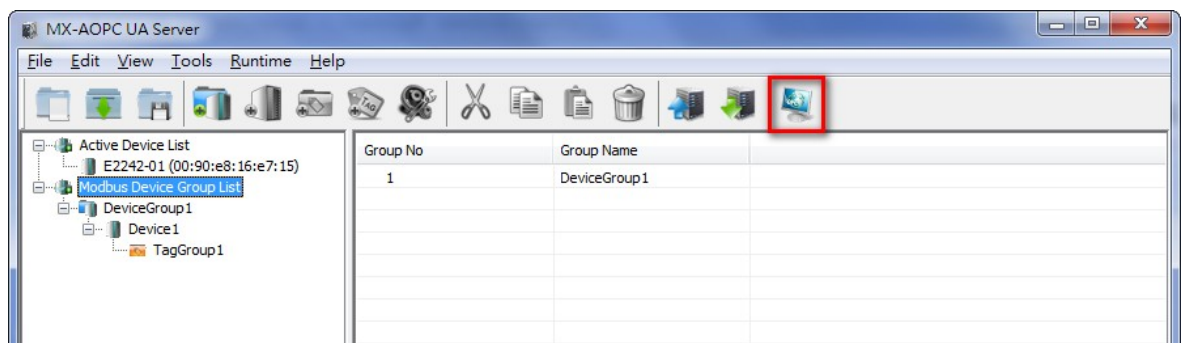 MX-AOPC UA Server
File Edit View Tools Runtime Help
Active Device List
E2242-01 (00:90:e8:16:e7:15)
Modbus Device Group List
DeviceGroup1
Device1
TagGroup1
Group No Group Name
1 DeviceGroup1